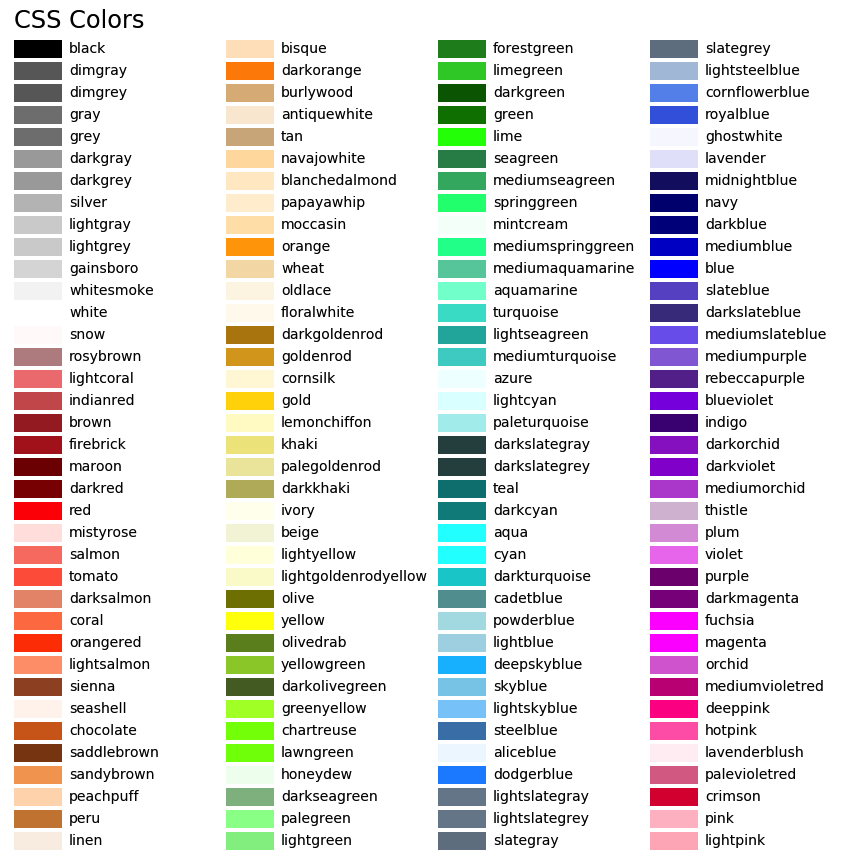 CSS Colors
black
dimgray
dimgrey
gray
grey
darkgray
darkgrey
silver
lightgray
lightgrey
gainsboro
whitesmoke
white
snow
rosybrown
lightcoral
indianred
brown
firebrick
maroon
darkred
red
mistyrose
salmon
tomato
darksalmon
coral
orangered
lightsalmon
sienna
seashell
chocolate
saddlebrown
sandybrown
peachpuff
peru
linen
bisque
darkorange
burlywood
antiquewhite
tan
navajowhite
blanchedalmond
papayawhip
moccasin
orange
wheat
oldlace
floralwhite
darkgoldenrod
goldenrod
cornsilk
gold
lemonchiffon
khaki
palegoldenrod
darkkhaki
ivory
beige
lightyellow
lightgoldenrodyellow
olive
yellow
olivedrab
yellowgreen
darkolivegreen
greenyellow
chartreuse
lawngreen
honeydew
darkseagreen
palegreen
lightgreen
forestgreen
limegreen
darkgreen
green
lime
seagreen
mediumseagreen
springgreen
mintcream
mediumspringgreen
mediumaquamarine
aquamarine
turquoise
lightseagreen
mediumturquoise
azure
lightcyan
paleturquoise
darkslategray
darkslategrey
teal
darkcyan
aqua
cyan
darkturquoise
cadetblue
powderblue
lightblue
deepskyblue
skyblue
lightskyblue
steelblue
aliceblue
dodgerblue
lightslategray
lightslategrey
slategray
slategrey
lightsteelblue
cornflowerblue
royalblue
ghostwhite
lavender
midnightblue
navy
darkblue
mediumblue
blue
slateblue
darkslateblue
mediumslateblue
mediumpurple
rebeccapurple
blueviolet
indigo
darkorchid
darkviolet
mediumorchid
thistle
plum
violet
purple
darkmagenta
fuchsia
magenta
orchid
mediumvioletred
deeppink
hotpink
lavenderblush
palevioletred
crimson
pink
lightpink